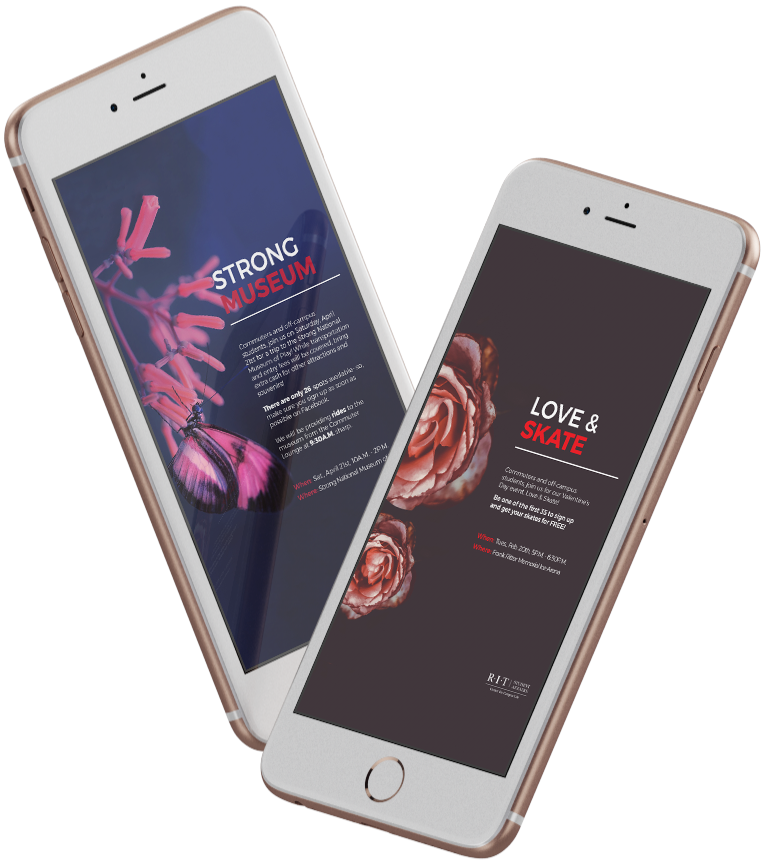 STRONG
MUSEUM
Commuters and off-campus
students, join us on Saturday, April
21st for a trip to the Strong National
Museum of Play! While transportation
and entry fees will be covered, bring
extra cash for other attractions and
souvenirs!
There are only 26 spots available- so,
make sure you sign up as soon as
possible on Facebook.
We will be providing rides to the
museum from the Commuter
Lounge at 9:30A.M. sharp.
When: Sat., April 21st, 10A.M. - 2P.M.
Where: Strong National Museum of
LOVE &
SKATE
Commuters and off-campus
students, join us for our Valentine's
Day event, Love & Skate!
Be one of the first 35 to sign up
and get your skates for FREE!
When: Tues, Feb. 20th, 5P.M. - 6:30P.M.
Where: Frank Ritter Memorial Ice Arena
R·I·T STUDENT
AFFAIRS
Center for Campus Life